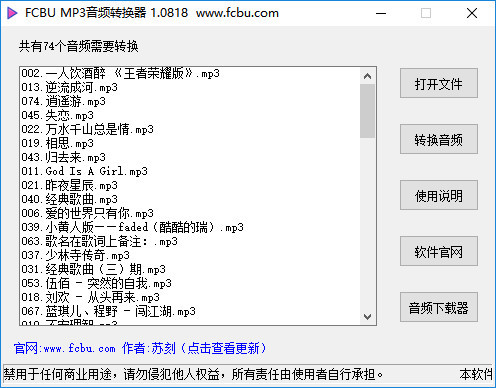 FCBU MP3音频转换器 1.0818 www.fcbu.com
共有74个音频需要转换
002.一人饮酒醉 《王者荣耀版》.mp3
013.逆流成河.mp3
074.逍遥游.mp3
045.失恋.mp3
022.万水千山总是情.mp3
019.相思.mp3
043.归去来.mp3
011.God Is A Girl.mp3
021.昨夜星辰.mp3
040.经典歌曲.mp3
006.爱的世界只有你.mp3
039.小黄人版——faded（酷酷的瑞）.mp3
063.歌名在歌词上备注：.mp3
037.少林寺传奇.mp3
031.经典歌曲（三）期.mp3
053.伍佰 - 突然的自我.mp3
018.刘欢 - 从头再来.mp3
067.蓝琪儿、程野 - 闯江湖.mp3
打开文件
转换音频
使用说明
软件官网
音频下载器
官网:www.fcbu.com 作者:苏刻（点击查看更新）
禁用于任何商业用途，请勿侵犯他人权益，所有责任由使用者自行承担。 本软件